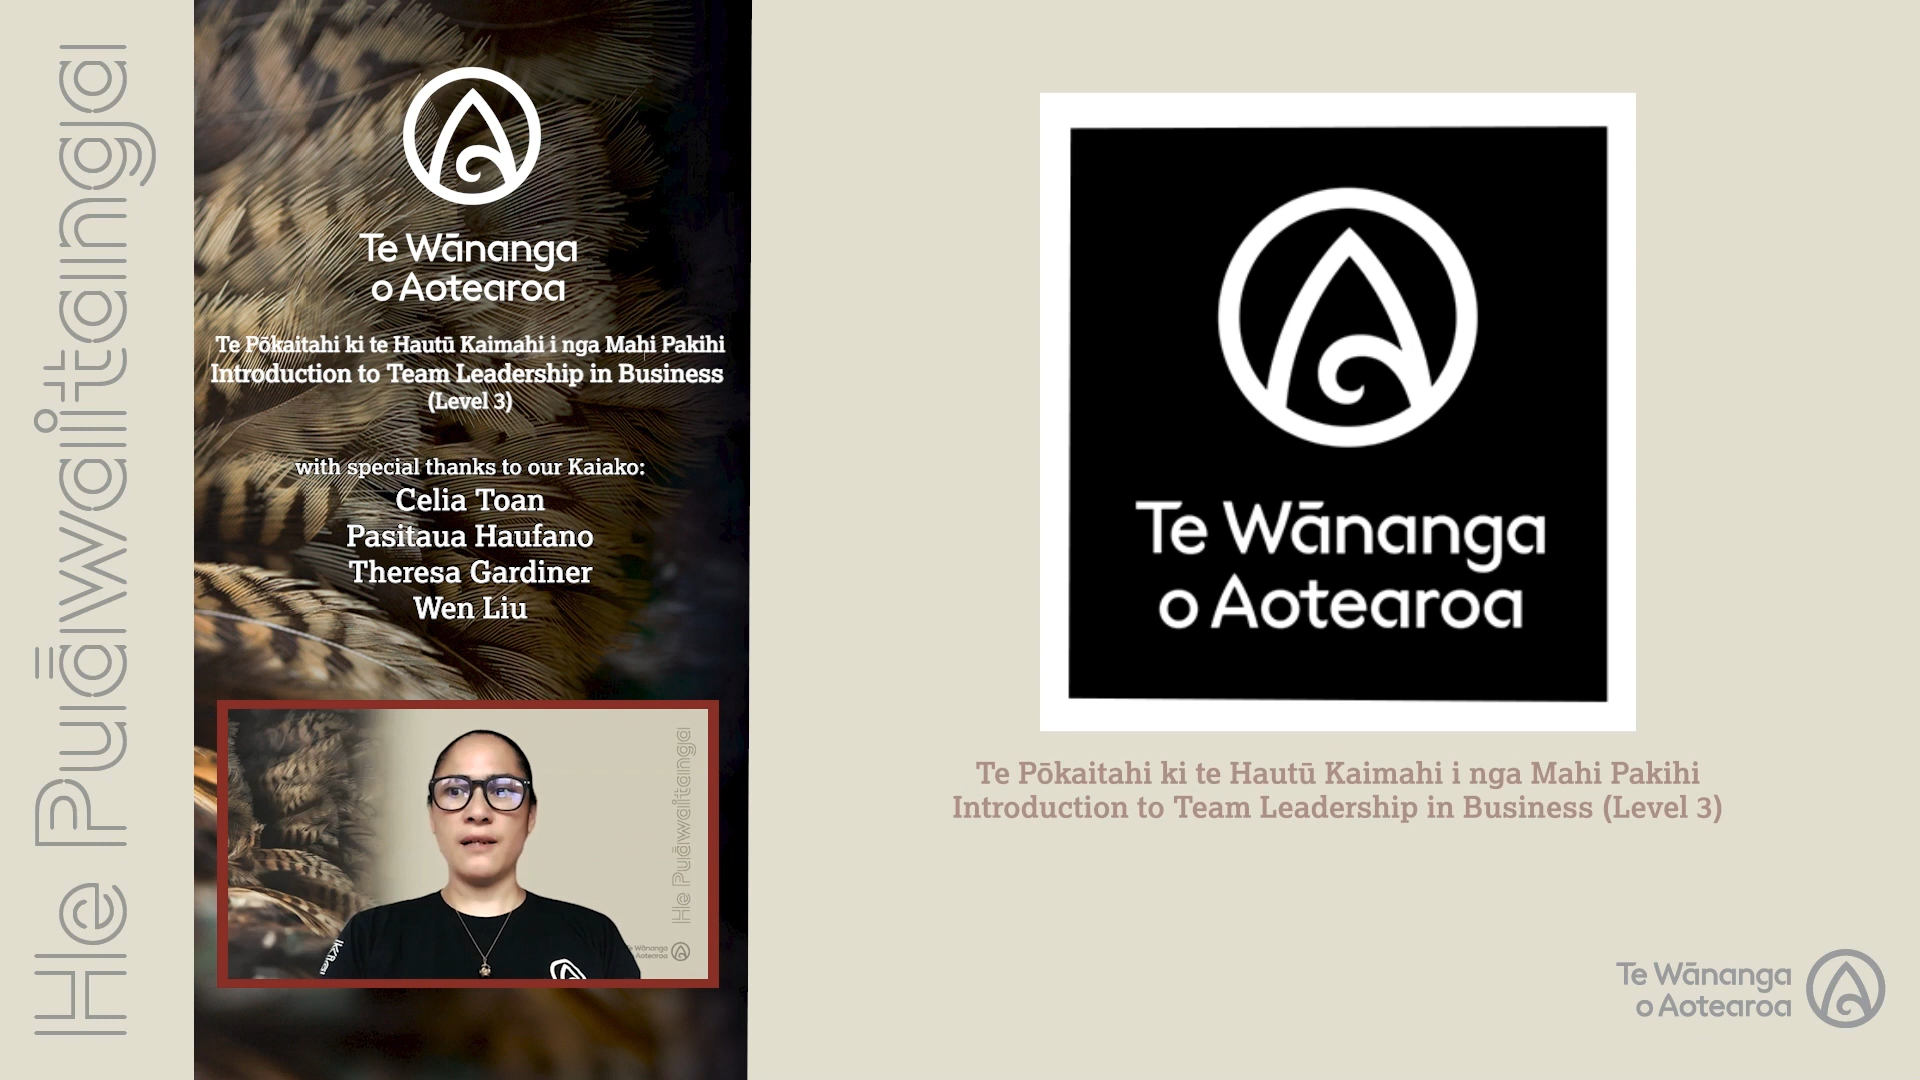 He Puāwaitanga
Te Wānanga
o Aotearoa
Te Pōkaitahi ki te Hautū Kaimahi i nga Mahi Pakihi
Introduction to Team Leadership in Business
(Level 3)
with special thanks to our Kaiako:
Celia Toan
Pasitaua Haufano
Theresa Gardiner
Wen Liu
He Puāwaitanga
Wānanga
Aotearoa
Te Wānanga
o Aotearoa
Te Pōkaitahi ki te Hautū Kaimahi i nga Mahi Pakihi
Introduction to Team Leadership in Business (Level 3)
Te Wānanga
o Aotearoa